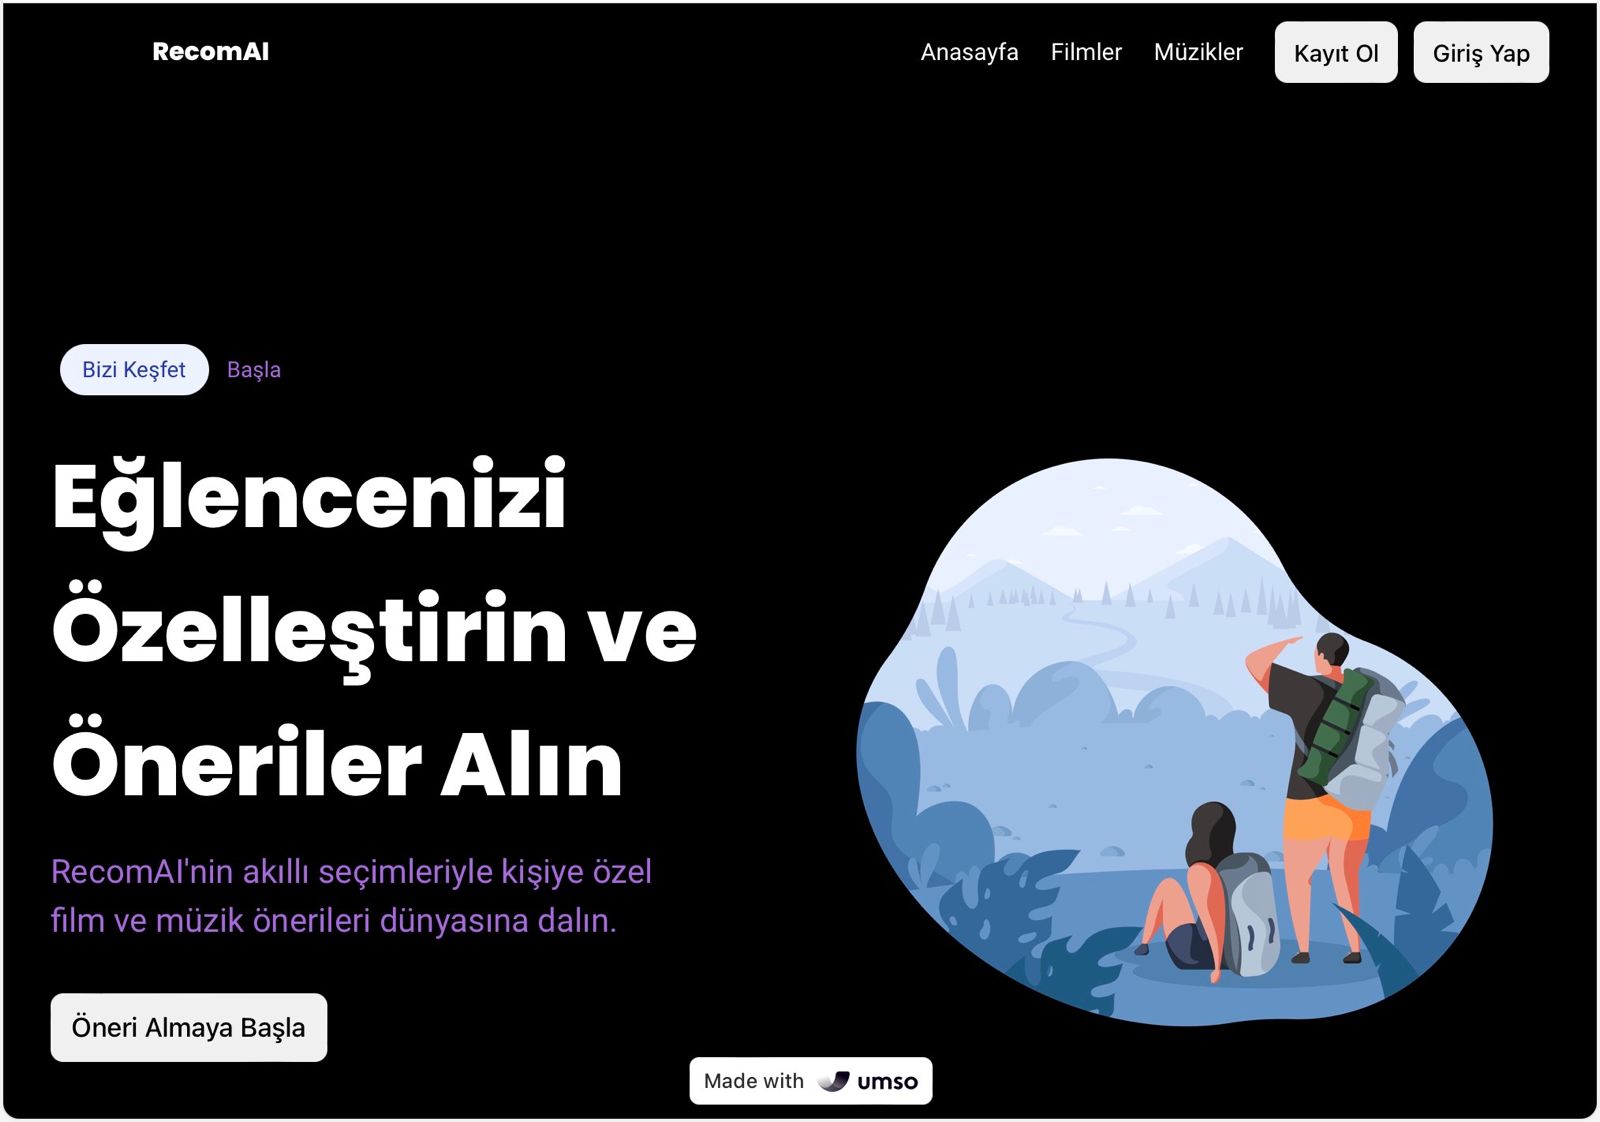 RecomAI
Anasayfa Filmler Müzikler Kayıt Ol Giriş Yap
Bizi Keşfet Başla
Eğlencenizi
Özelleştirin ve
Öneriler Alın
RecomAI'nin akıllı seçimleriyle kişiye özel
film ve müzik önerileri dünyasına dalın.
Öneri Almaya Başla
Made with umso